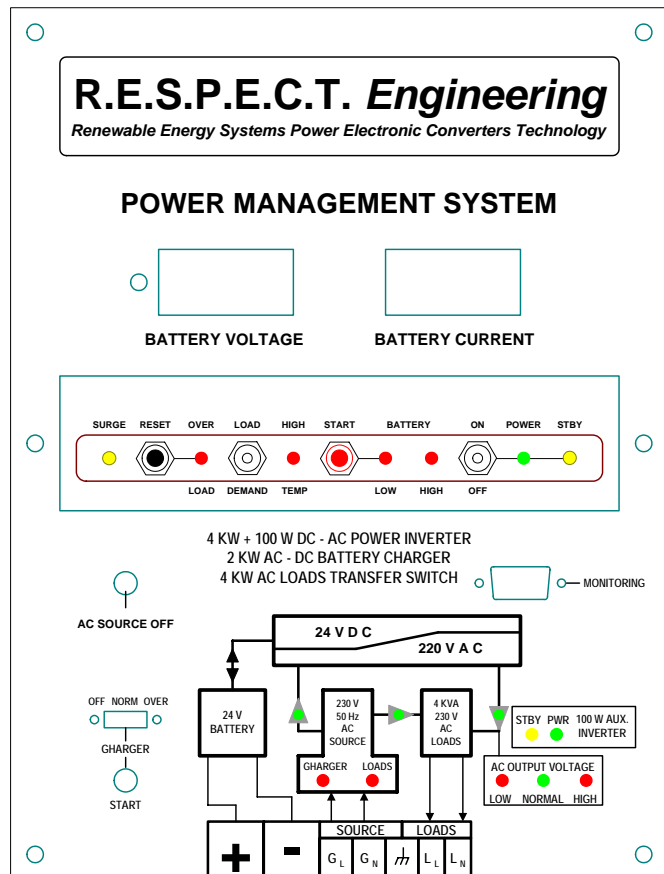 R.E.S.P.E.C.T. Engineering
Renewable Energy Systems Power Electronic Converters Technology
POWER MANAGEMENT SYSTEM
BATTERY VOLTAGE BATTERY CURRENT
SURGE RESET OVER LOAD HIGH START BATTERY ON POWER STBY
LOAD DEMAND TEMP LOW HIGH OFF
4 KW + 100 W DC - AC POWER INVERTER
2 KW AC - DC BATTERY CHARGER
4 KW AC LOADS TRANSFER SWITCH
MONITORING
AC SOURCE OFF
24 V D C
220 V A C
OFF NORM OVER
GHARGER
START
24 V
BATTERY
230 V
50 Hz
AC
SOURCE
4 KVA
230 V
AC
LOADS
STBY PWR 100 W AUX.
INVERTER
GHARGER LOADS
AC OUTPUT VOLTAGE
LOW NORMAL HIGH
SOURCE LOADS
+ - G L G N L L L N